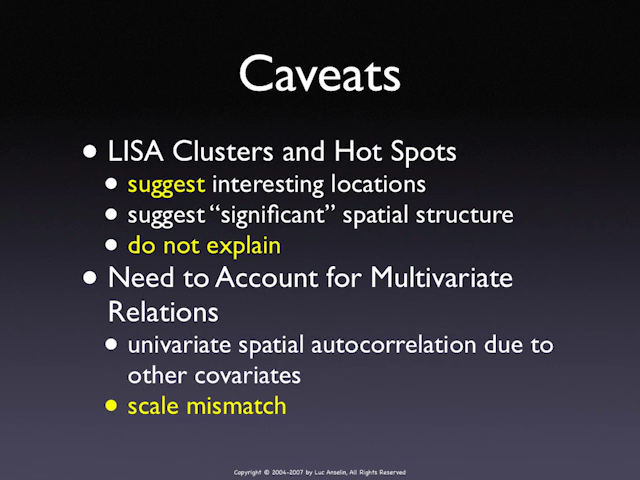 Caveats
• LISA Clusters and Hot Spots
• suggest interesting locations
• suggest “significant” spatial structure
• do not explain
• Need to Account for Multivariate
Relations
• univariate spatial autocorrelation due to
other covariates
• scale mismatch
Copyright © 2004-2007 by Luc Anselin, All Rights Reserved